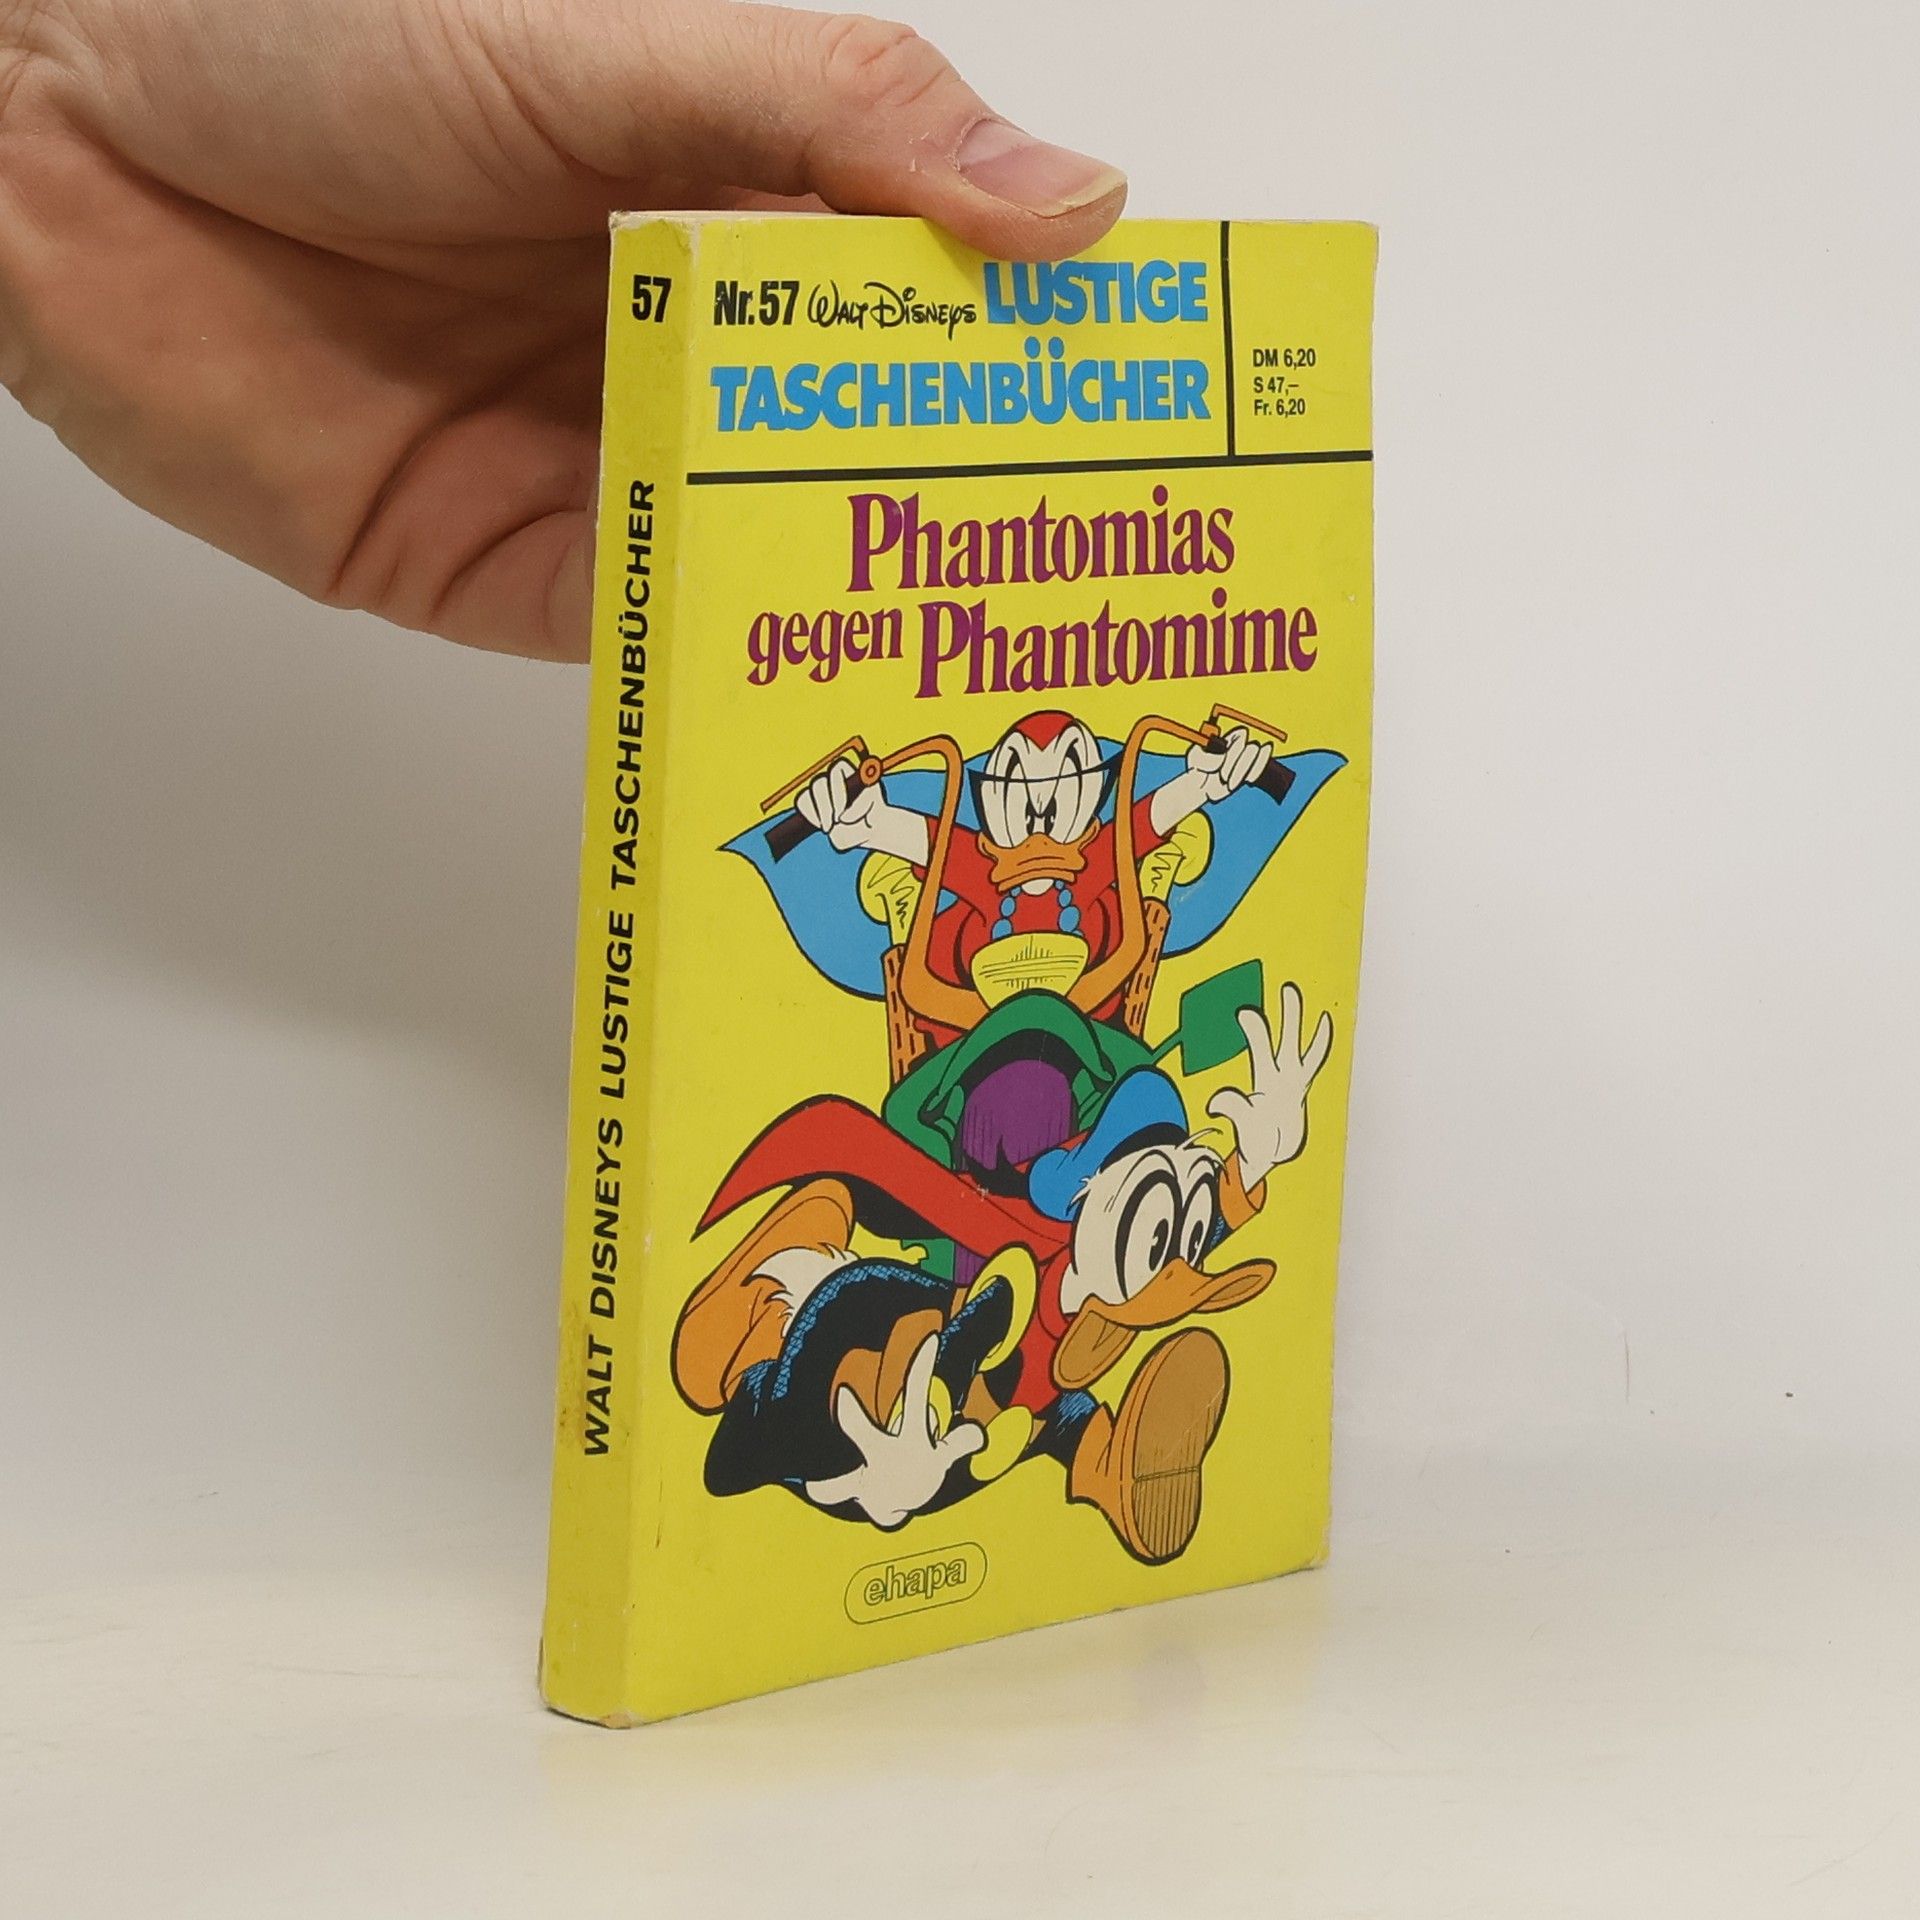 57
WALT DISNEYS LUSTIGE TASCHENBÜCHER
Nr.57 WALT DISNEYS LUSTIGE
TASCHENBÜCHER
DM 6,20
S 47,–
Fr. 6,20
Phantomias
gegen Phantomime
ehapa